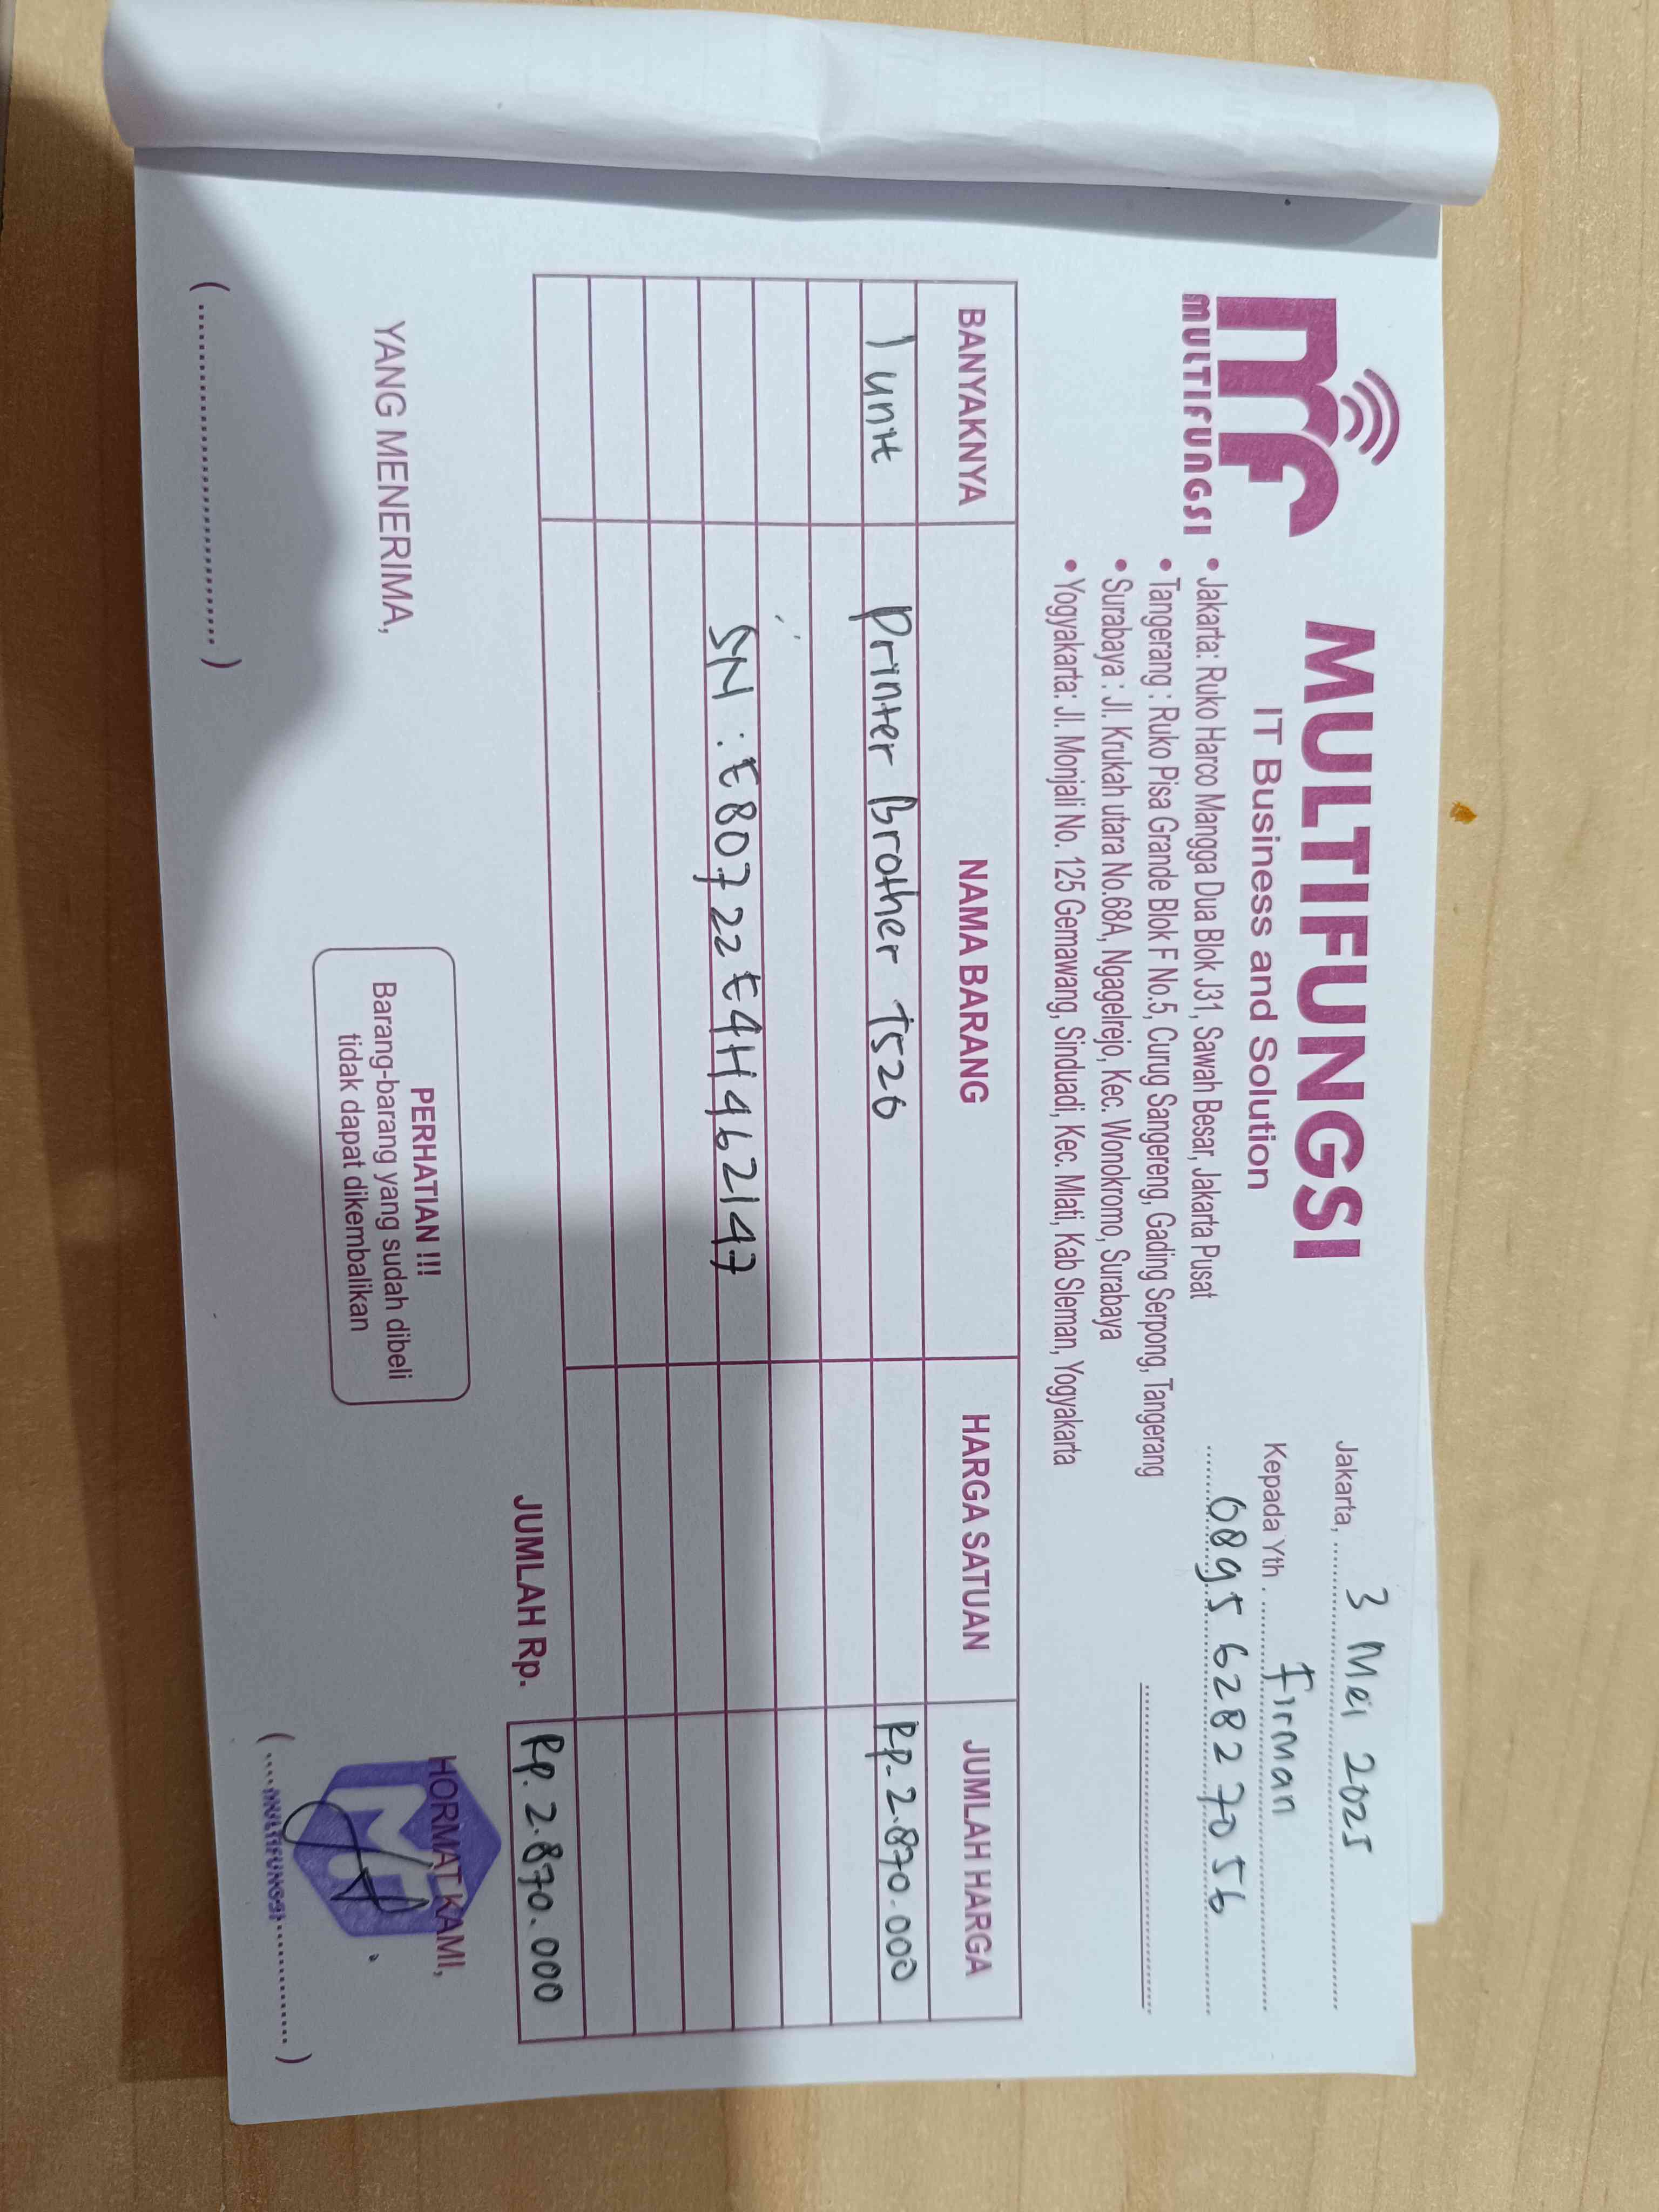 MULTIFUNGSI
MULTIFUNGSI
IT Business and Solution
• Jakarta: Ruko Harco Mangga Dua Blok J31, Sawah Besar, Jakarta Pusat
• Tangerang : Ruko Pisa Grande Blok F No.5, Curug Sangereng, Gading Serpong, Tangerang
• Surabaya : Jl. Krukah utara No.68A, Ngagelrejo, Kec. Wonokromo, Surabaya
• Yogyakarta: Jl. Monjali No. 125 Gemawang, Sinduadi, Kec. Mlati, Kab Sleman, Yogyakarta
Jakarta, 3 Mei 2025
Kepada Yth. Firman
0895 6282 7056
BANYAKNYA NAMA BARANG HARGA SATUAN JUMLAH HARGA
1 unit Printer Brother T520 Rp. 2.870.000
SN : E80722E4H462147
JUMLAH Rp. Rp. 2.870.000
YANG MENERIMA,
PERHATIAN !!!
Barang-barang yang sudah dibeli
tidak dapat dikembalikan
HORMAT KAMI,
MULTIFUNGSI